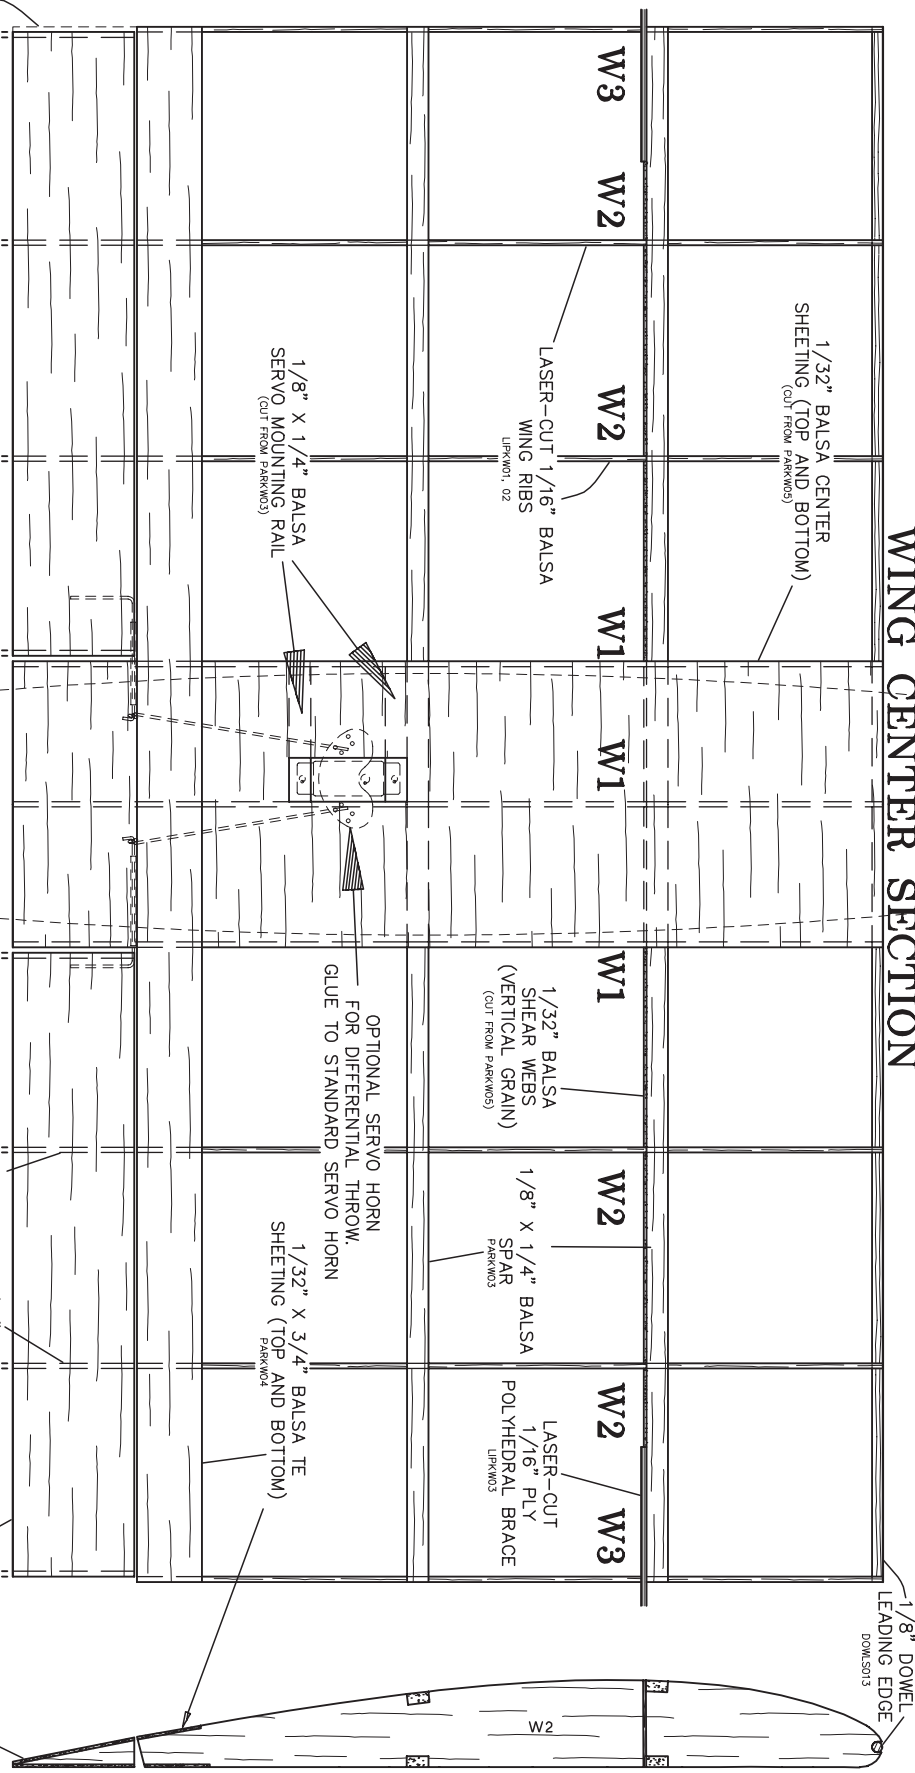 WING CENTER SECTION
1/8" DOWEL
LEADING EDGE
DOWLS013
1/32" BALSA CENTER
SHEETING (TOP AND BOTTOM)
(CUT FROM PARKW05)
W3
W2
W2
W1
W1
W1
W2
W2
W3
LASER-CUT 1/16" BALSA
WING RIBS
LIPKW01, 02
1/32" BALSA
SHEAR WEBS
(VERTICAL GRAIN)
(CUT FROM PARKW05)
1/8" X 1/4" BALSA
SPAR
PARKW03
LASER-CUT
1/16" PLY
POLYHEDRAL BRACE
LIPKW03
1/8" X 1/4" BALSA
SERVO MOUNTING RAIL
(CUT FROM PARKW03)
OPTIONAL SERVO HORN
FOR DIFFERENTIAL THROW.
GLUE TO STANDARD SERVO HORN
1/32" X 3/4" BALSA TE
SHEETING (TOP AND BOTTOM)
PARKW04
W2